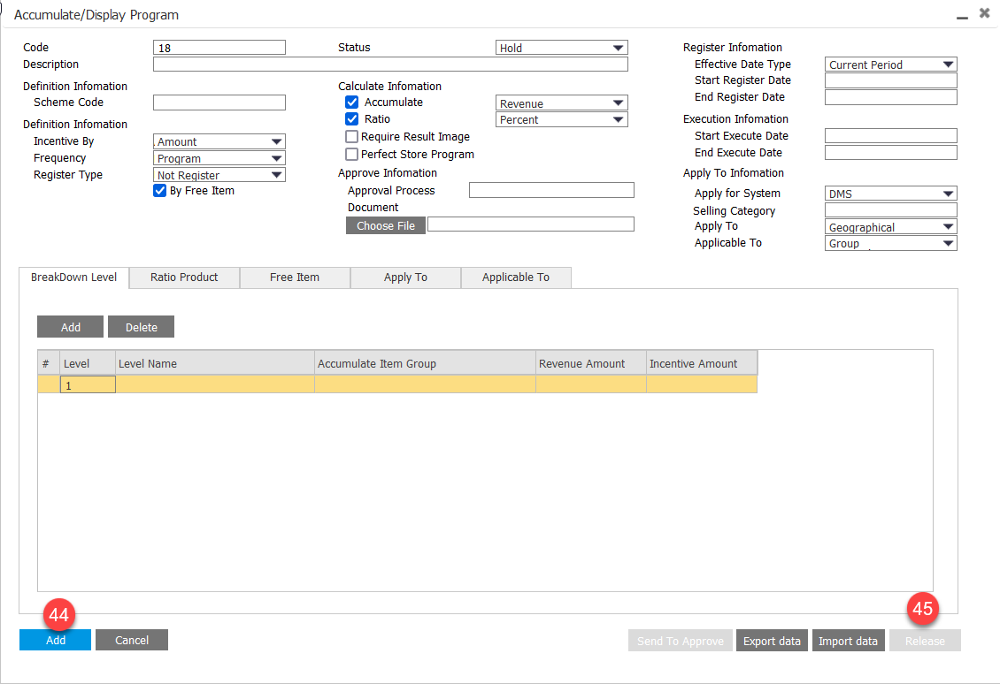 Accumulate/Display Program
Code
18
Description
Definition Infomation
Scheme Code
Definition Infomation
Incentive By
Amount
Frequency
Program
Register Type
Not Register
By Free Item
Status
Hold
Calculate Infomation
Accumulate
Revenue
Ratio
Percent
Require Result Image
Perfect Store Program
Approve Infomation
Approval Process
Document
Choose File
Register Infomation
Effective Date Type
Current Period
Start Register Date
End Register Date
Execution Infomation
Start Execute Date
End Execute Date
Apply To Infomation
Apply for System
DMS
Selling Category
Apply To
Geographical
Applicable To
Group
BreakDown Level
Ratio Product
Free Item
Apply To
Applicable To
Add
Delete
# Level Level Name Accumulate Item Group Revenue Amount Incentive Amount
1
44
45
Add
Cancel
Send To Approve
Export data
Import data
Release